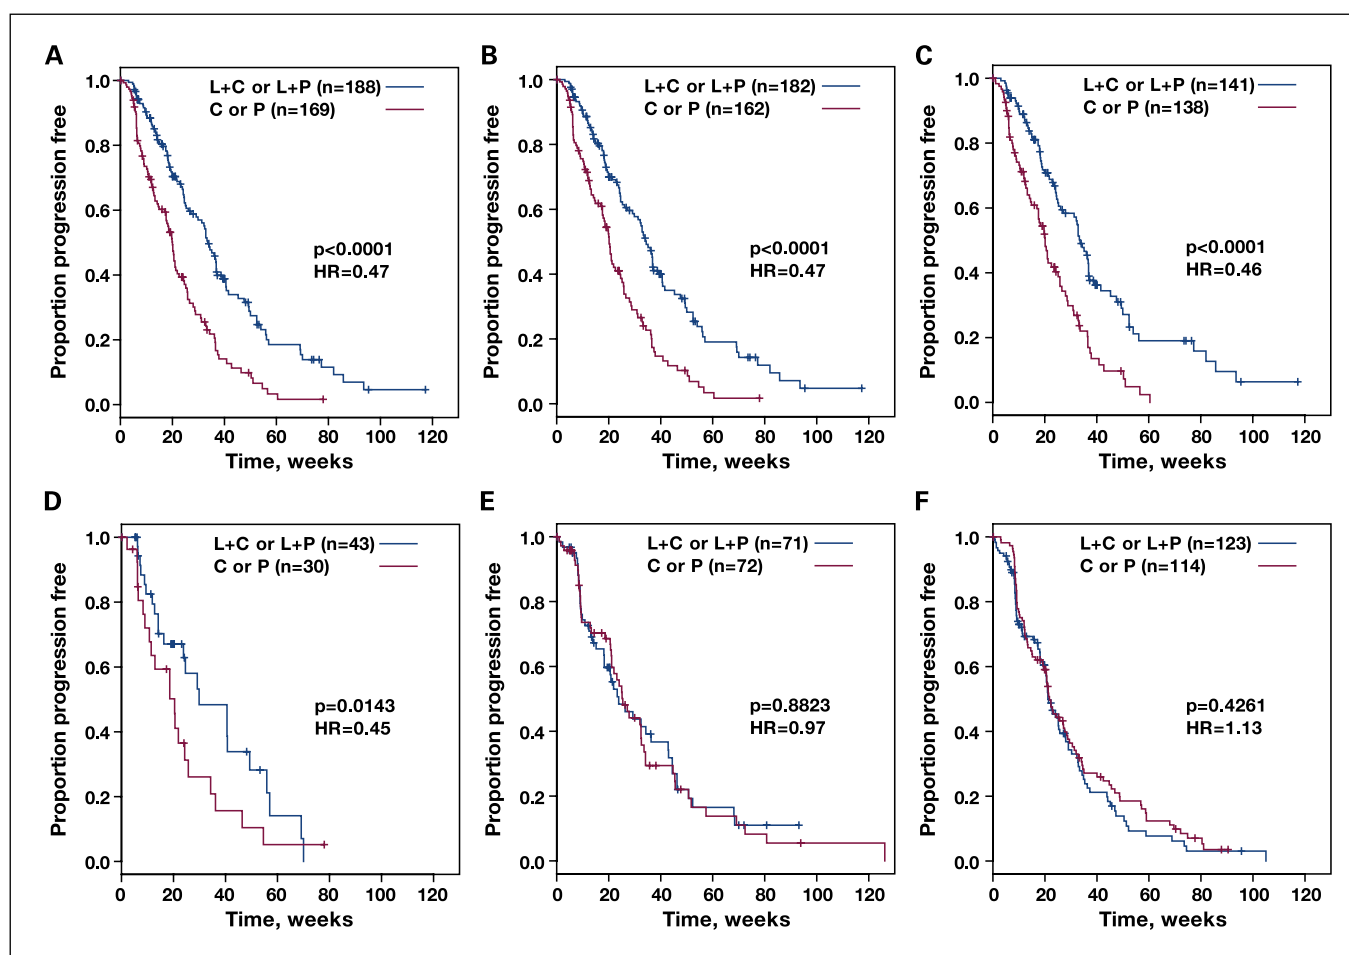 A
1.0
0.8
0.6
0.4
0.2
0.0
Proportion progression free
L+C or L+P (n=188)
C or P (n=169)
p<0.0001
HR=0.47
0 20 40 60 80 100 120
Time, weeks
B
1.0
0.8
0.6
0.4
0.2
0.0
Proportion progression free
L+C or L+P (n=182)
C or P (n=162)
p<0.0001
HR=0.47
0 20 40 60 80 100 120
Time, weeks
C
1.0
0.8
0.6
0.4
0.2
0.0
Proportion progression free
L+C or L+P (n=141)
C or P (n=138)
p<0.0001
HR=0.46
0 20 40 60 80 100 120
Time, weeks
D
1.0
0.8
0.6
0.4
0.2
0.0
Proportion progression free
L+C or L+P (n=43)
C or P (n=30)
p=0.0143
HR=0.45
0 20 40 60 80 100 120
Time, weeks
E
1.0
0.8
0.6
0.4
0.2
0.0
Proportion progression free
L+C or L+P (n=71)
C or P (n=72)
p=0.8823
HR=0.97
0 20 40 60 80 100 120
Time, weeks
F
1.0
0.8
0.6
0.4
0.2
0.0
Proportion progression free
L+C or L+P (n=123)
C or P (n=114)
p=0.4261
HR=1.13
0 20 40 60 80 100 120
Time, weeks